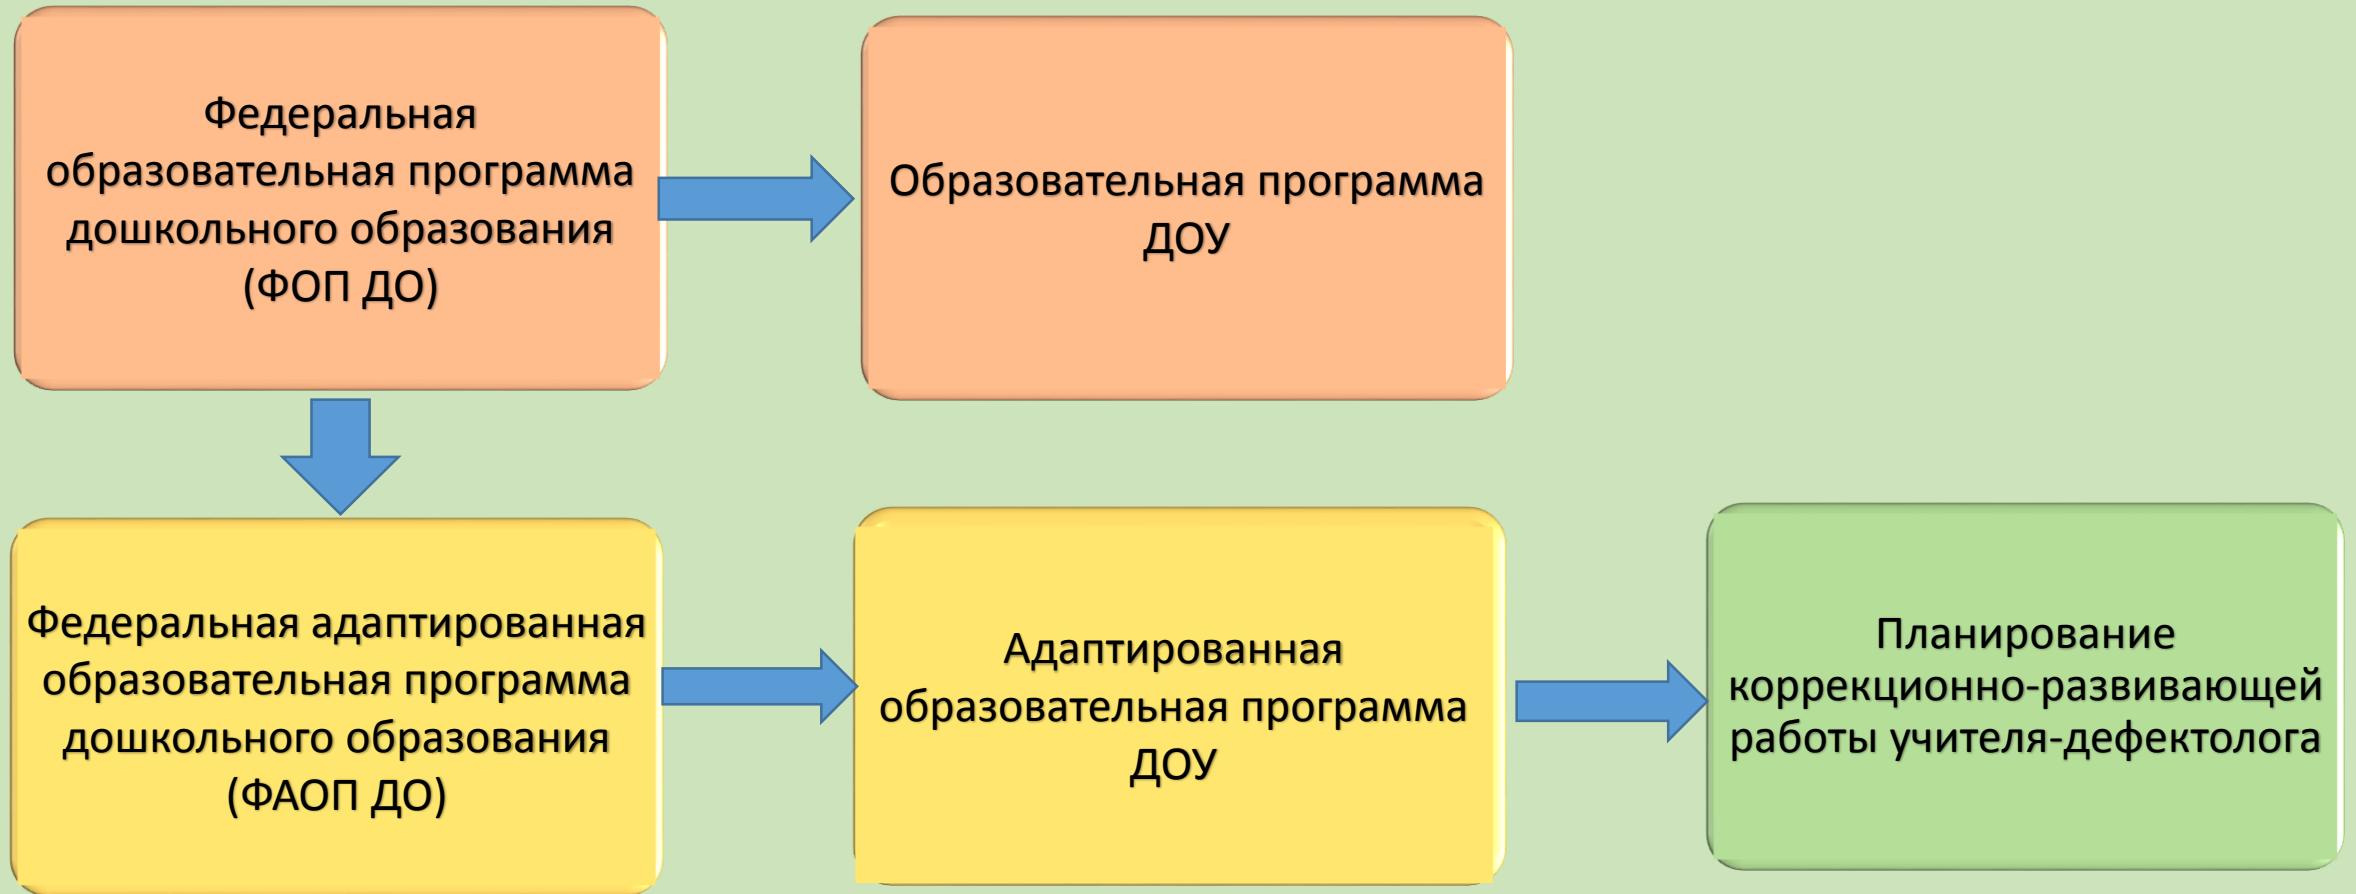 Федеральная
образовательная программа
дошкольного образования
(ФОП ДО)
Образовательная программа
ДОУ
Федеральная адаптированная
образовательная программа
дошкольного образования
(ФАОП ДО)
Адаптированная
образовательная программа
ДОУ
Планирование
коррекционно-развивающей
работы учителя-дефектолога